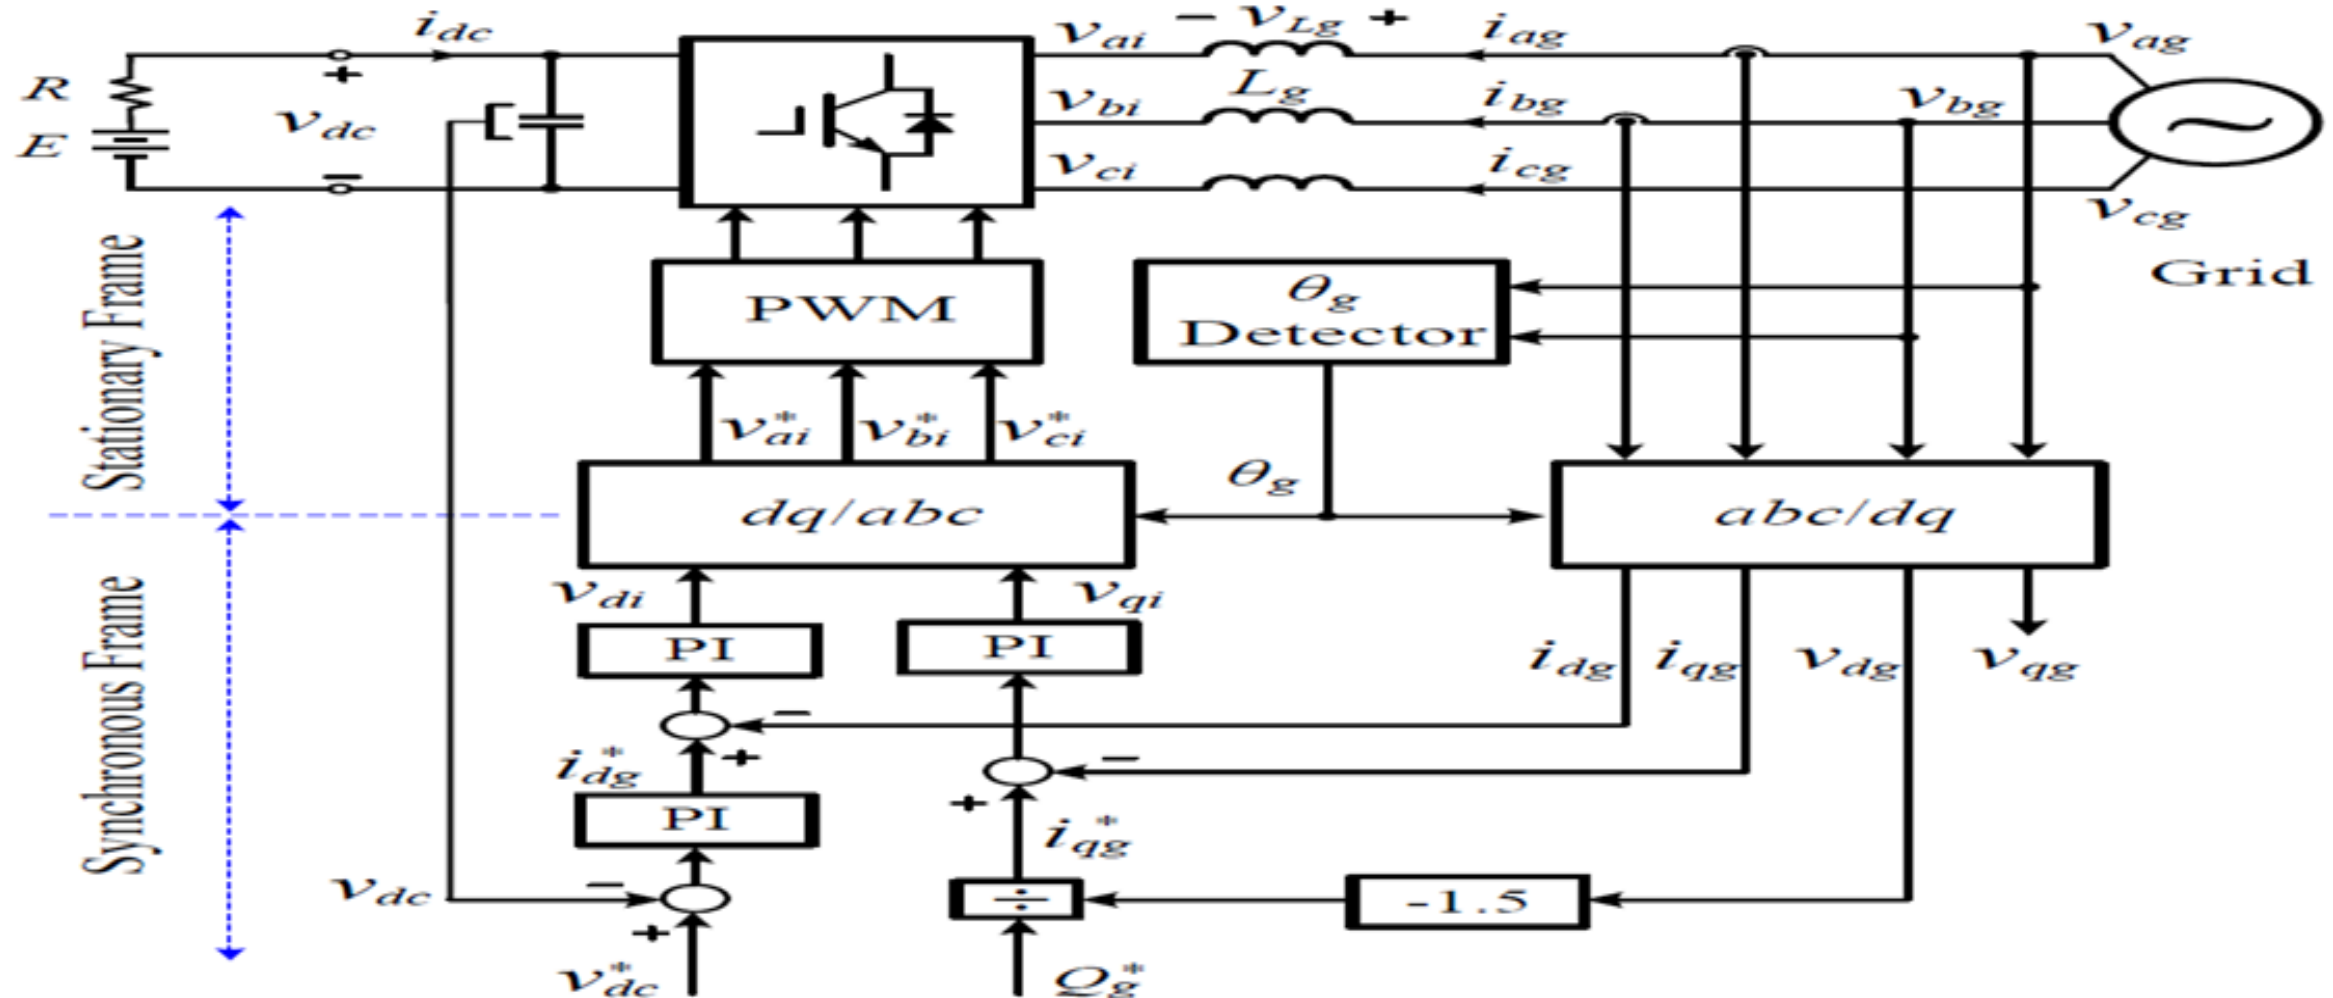 i_dc
v_ai − v_Lg + i_ag v_ag
R + v_dc − E
v_bi L_g i_bg v_bg
v_ci i_cg v_cg
Grid
Stationary Frame
PWM
θ_g
Detector
v*_ai v*_bi v*_ci
θ_g
dq/abc
abc/dq
Synchronous Frame
v_di v_qi
PI PI
i_dg i_qg v_dg v_qg
−
+ −
i*_dg
PI
+ i*_qg
v_dc − ÷ -1.5
+
v*_dc Q*_g